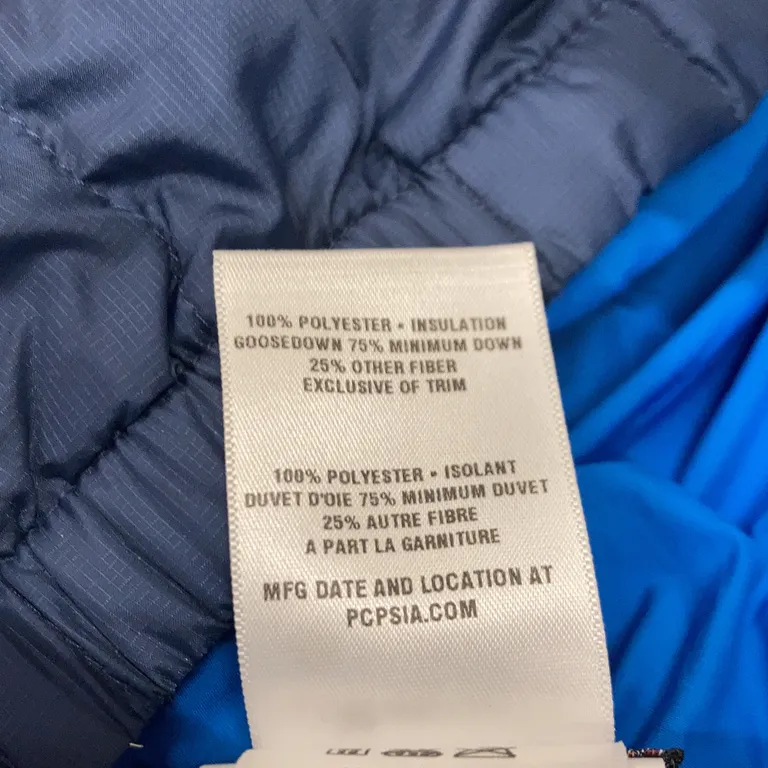 100% POLYESTER • INSULATION
GOOSEDOWN 75% MINIMUM DOWN
25% OTHER FIBER
EXCLUSIVE OF TRIM
100% POLYESTER • ISOLANT
DUVET D'OIE 75% MINIMUM DUVET
25% AUTRE FIBRE
A PART LA GARNITURE
MFG DATE AND LOCATION AT
PCPSIA.COM